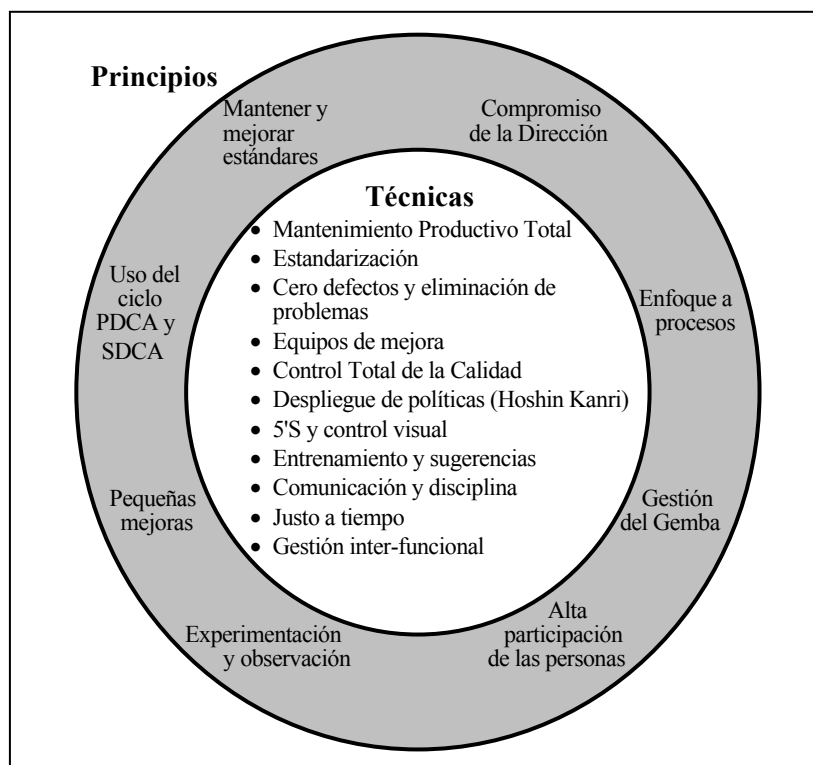 Principios
Mantener y
mejorar
estándares
Compromiso
de la Dirección
Enfoque a
procesos
Gestión
del Gemba
Alta
participación
de las personas
Experimentación
y observación
Pequeñas
mejoras
Uso del
ciclo
PDCA y
SDCA
Técnicas
• Mantenimiento Productivo Total
• Estandarización
• Cero defectos y eliminación de
problemas
• Equipos de mejora
• Control Total de la Calidad
• Despliegue de políticas (Hoshin Kanri)
• 5'S y control visual
• Entrenamiento y sugerencias
• Comunicación y disciplina
• Justo a tiempo
• Gestión inter-funcional